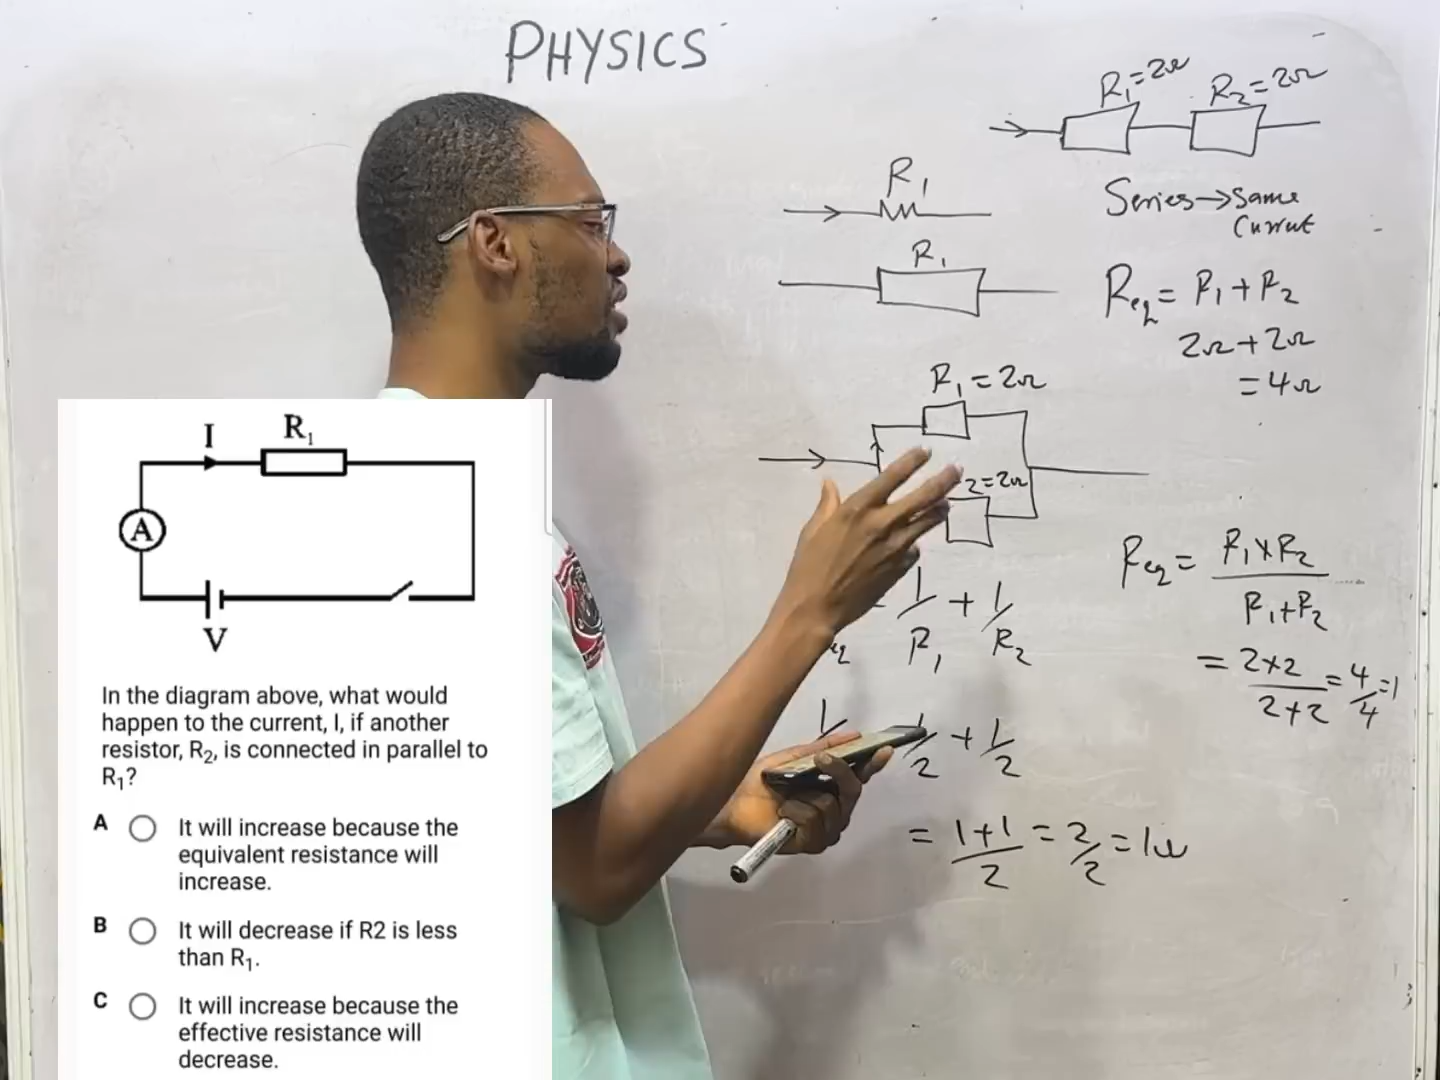 PHYSICS
R₁=2Ω
R₂=2Ω
R₁
R₁
Series→Same
Current
Req = R₁+R₂
2Ω+2Ω
=4Ω
R₁=2Ω
2=2Ω
1/R₁ + 1/R₂
Req = R₁×R₂/R₁+R₂
= 2×2/2+2 = 4/4 =1
/2 + 1/2
= 1+1/2 = 2/2 = 1Ω
I
R₁
A
V
In the diagram above, what would
happen to the current, I, if another
resistor, R₂, is connected in parallel to
R₁?
A It will increase because the
equivalent resistance will
increase.
B It will decrease if R2 is less
than R₁.
C It will increase because the
effective resistance will
decrease.